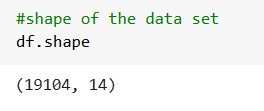 #shape of the data set
df.shape
(19104, 14)